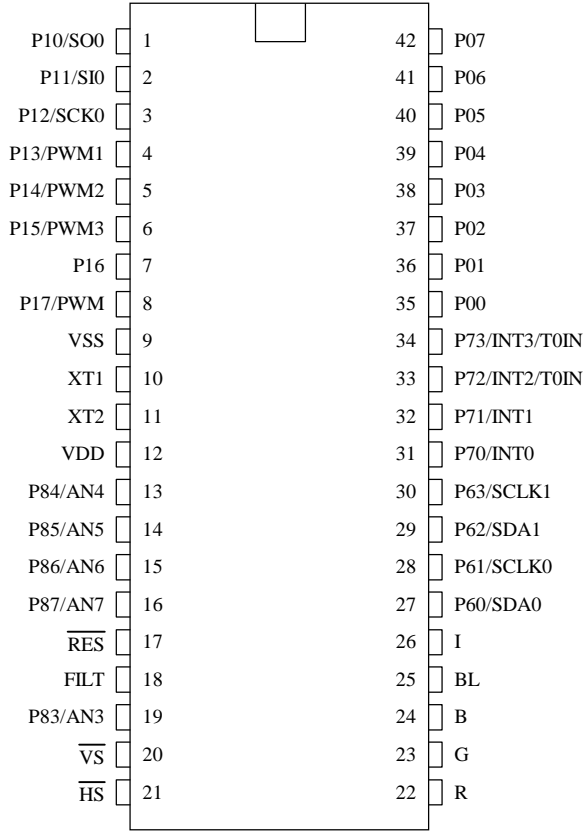 P10/SO0 1 42 P07
P11/SI0 2 41 P06
P12/SCK0 3 40 P05
P13/PWM1 4 39 P04
P14/PWM2 5 38 P03
P15/PWM3 6 37 P02
P16 7 36 P01
P17/PWM 8 35 P00
VSS 9 34 P73/INT3/T0IN
XT1 10 33 P72/INT2/T0IN
XT2 11 32 P71/INT1
VDD 12 31 P70/INT0
P84/AN4 13 30 P63/SCLK1
P85/AN5 14 29 P62/SDA1
P86/AN6 15 28 P61/SCLK0
P87/AN7 16 27 P60/SDA0
R̅E̅S̅ 17 26 I
FILT 18 25 BL
P83/AN3 19 24 B
V̅S̅ 20 23 G
H̅S̅ 21 22 R